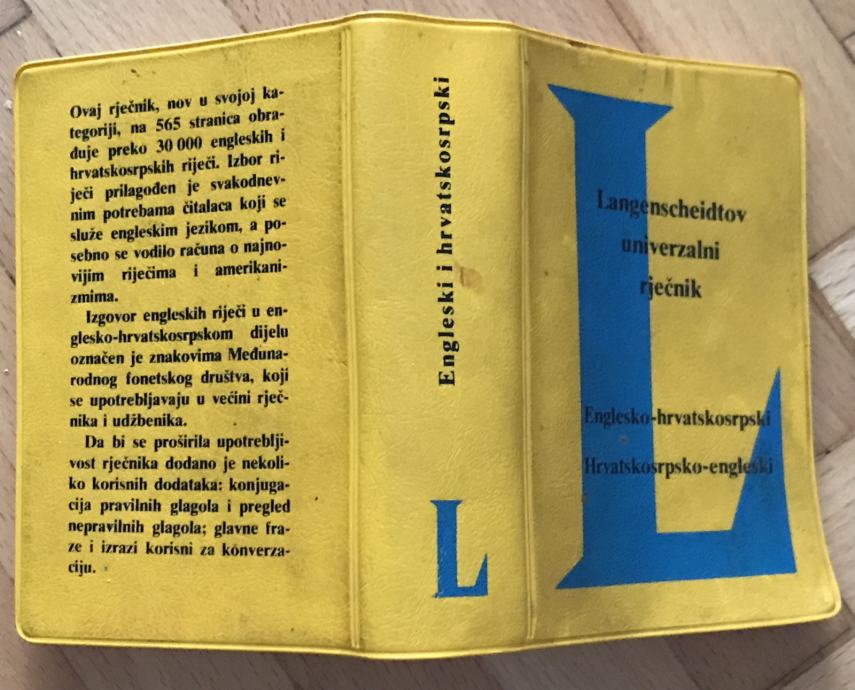 Ovaj rječnik, nov u svojoj ka-
tegoriji, na 565 stranica obra-
đuje preko 30 000 engleskih i
hrvatskosrpskih riječi. Izbor ri-
ječi prilagođen je svakodnev-
nim potrebama čitalaca koji se
služe engleskim jezikom, a po-
sebno se vodilo računa o najno-
vijim riječima i amerikani-
zmima.
Izgovor engleskih riječi u en-
glesko-hrvatskosrpskom dijelu
označen je znakovima Međuna-
rodnog fonetskog društva, koji
se upotrebljavaju u većini rječ-
nika i udžbenika.
Da bi se proširila upotreblji-
vost rječnika dodano je nekoli-
ko korisnih dodataka: konjuga-
cija pravilnih glagola i pregled
nepravilnih glagola; glavne fra-
ze i izrazi korisni za konverza-
ciju.
Engleski i hrvatskosrpski
L
L
Langenscheidtov
univerzalni
rječnik
Englesko-hrvatskosrpski
Hrvatskosrpsko-engleski